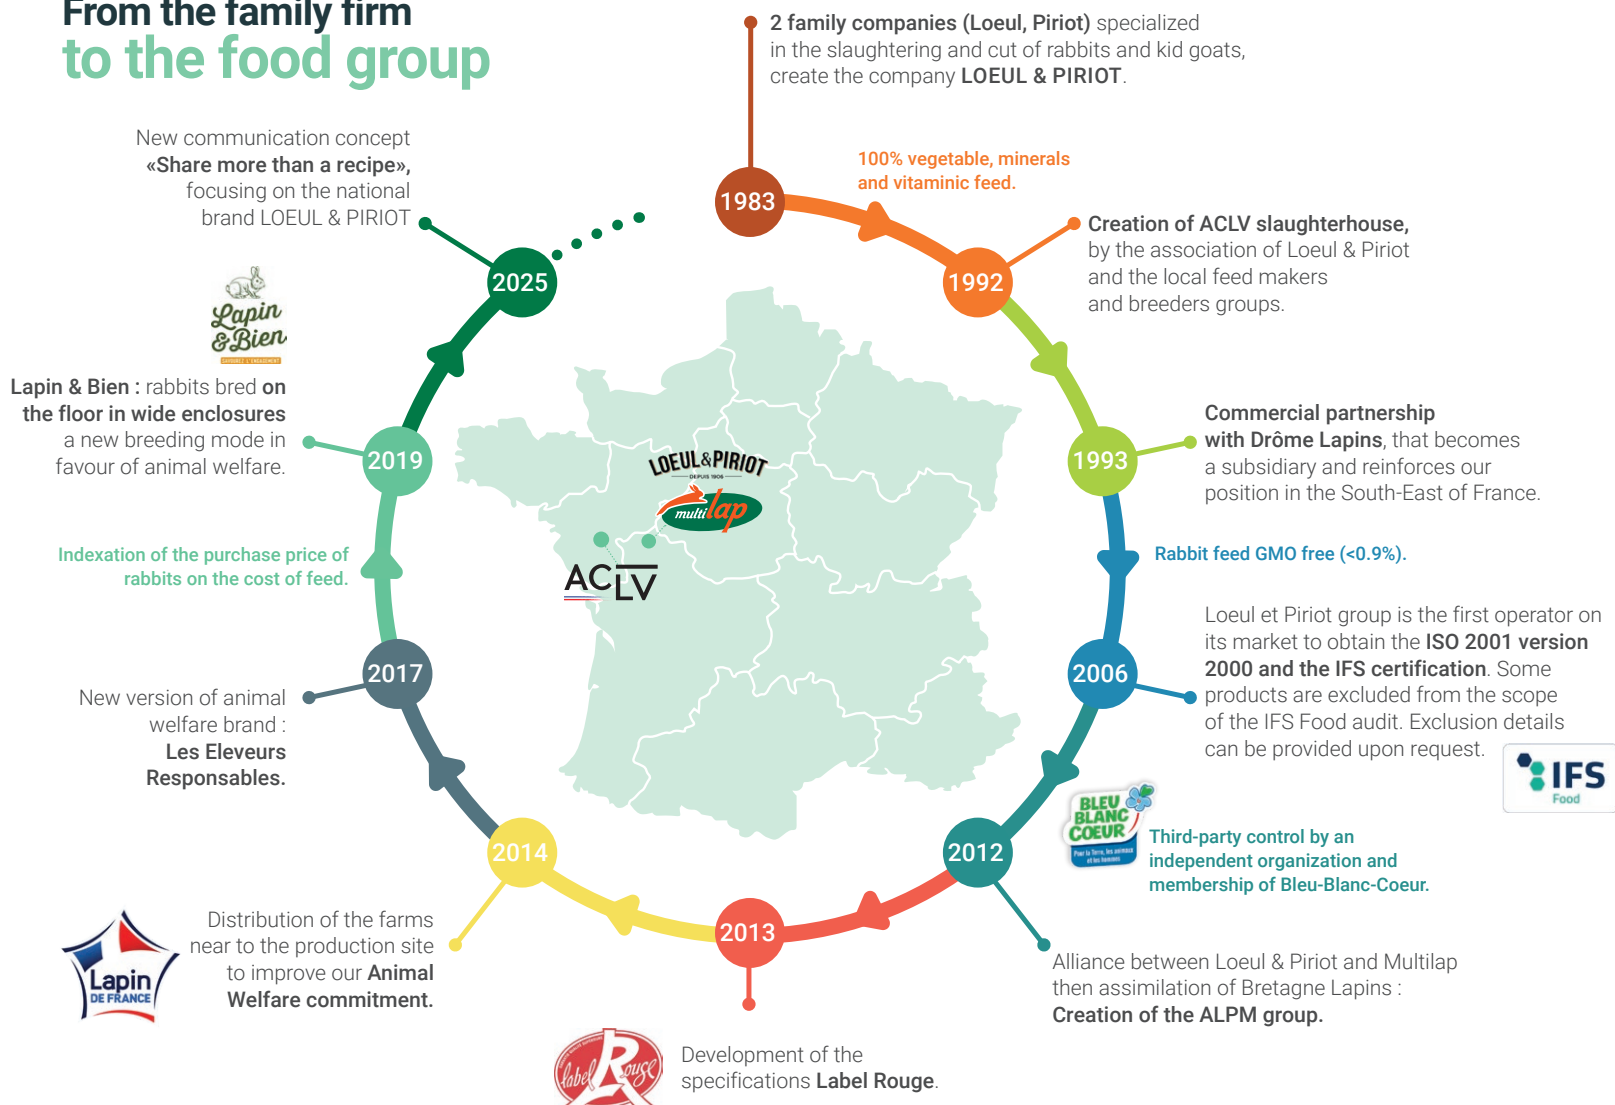 From the family firm
to the food group
2 family companies (Loeul, Piriot) specialized
in the slaughtering and cut of rabbits and kid goats,
create the company LOEUL & PIRIOT.
1983
100% vegetable, minerals
and vitaminic feed.
1992
Creation of ACLV slaughterhouse,
by the association of Loeul & Piriot
and the local feed makers
and breeders groups.
1993
Commercial partnership
with Drôme Lapins, that becomes
a subsidiary and reinforces our
position in the South-East of France.
Rabbit feed GMO free (<0.9%).
2006
Loeul et Piriot group is the first operator on
its market to obtain the ISO 2001 version
2000 and the IFS certification. Some
products are excluded from the scope
of the IFS Food audit. Exclusion details
can be provided upon request.
IFS
Food
BLEU
BLANC
COEUR
Pour la Terre, les animaux
et les hommes
Third-party control by an
independent organization and
membership of Bleu-Blanc-Coeur.
2012
Alliance between Loeul & Piriot and Multilap
then assimilation of Bretagne Lapins :
Creation of the ALPM group.
2013
Label Rouge
Development of the
specifications Label Rouge.
2014
Distribution of the farms
near to the production site
to improve our Animal
Welfare commitment.
Lapin
DE FRANCE
2017
New version of animal
welfare brand :
Les Eleveurs
Responsables.
Indexation of the purchase price of
rabbits on the cost of feed.
2019
Lapin
& Bien
Lapin & Bien : rabbits bred on
the floor in wide enclosures
a new breeding mode in
favour of animal welfare.
2025
New communication concept
«Share more than a recipe»,
focusing on the national
brand LOEUL & PIRIOT
LOEUL & PIRIOT
DEPUIS 1906
multilap
ACLV